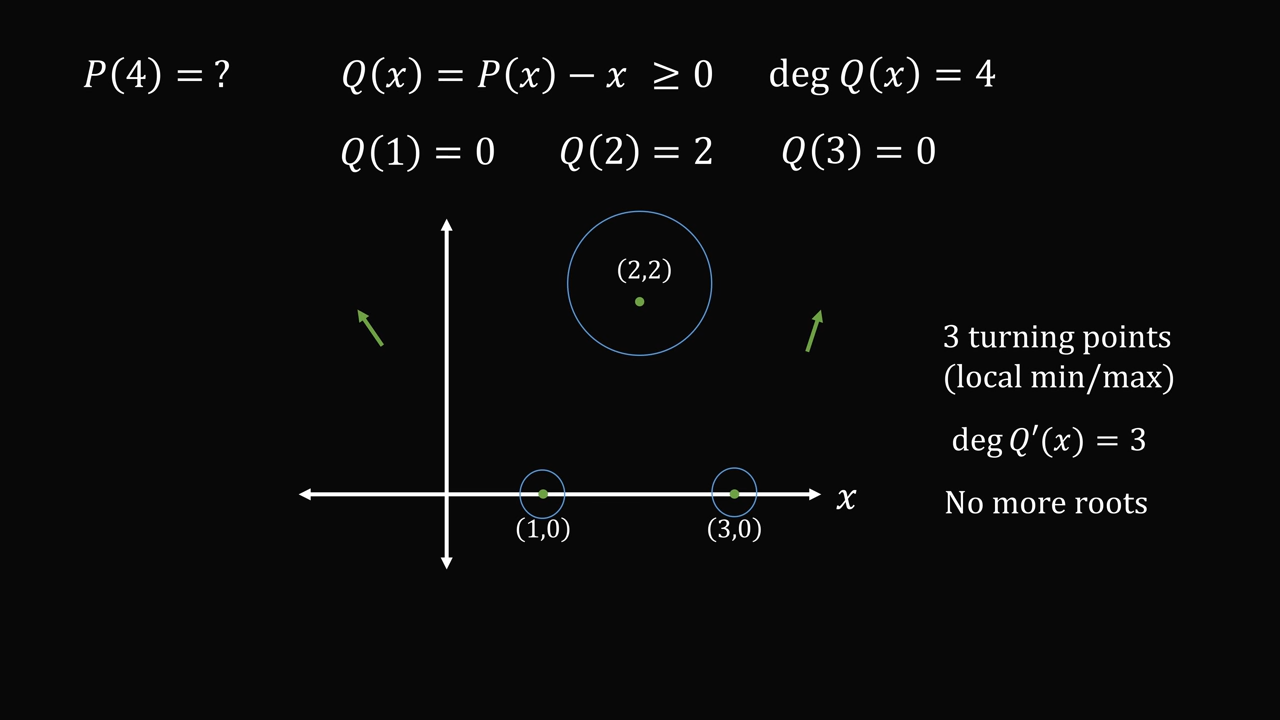 P(4) = ?
Q(x) = P(x) − x ≥ 0
deg Q(x) = 4
Q(1) = 0
Q(2) = 2
Q(3) = 0
(2,2)
3 turning points
(local min/max)
deg Q′(x) = 3
x
No more roots
(1,0)
(3,0)